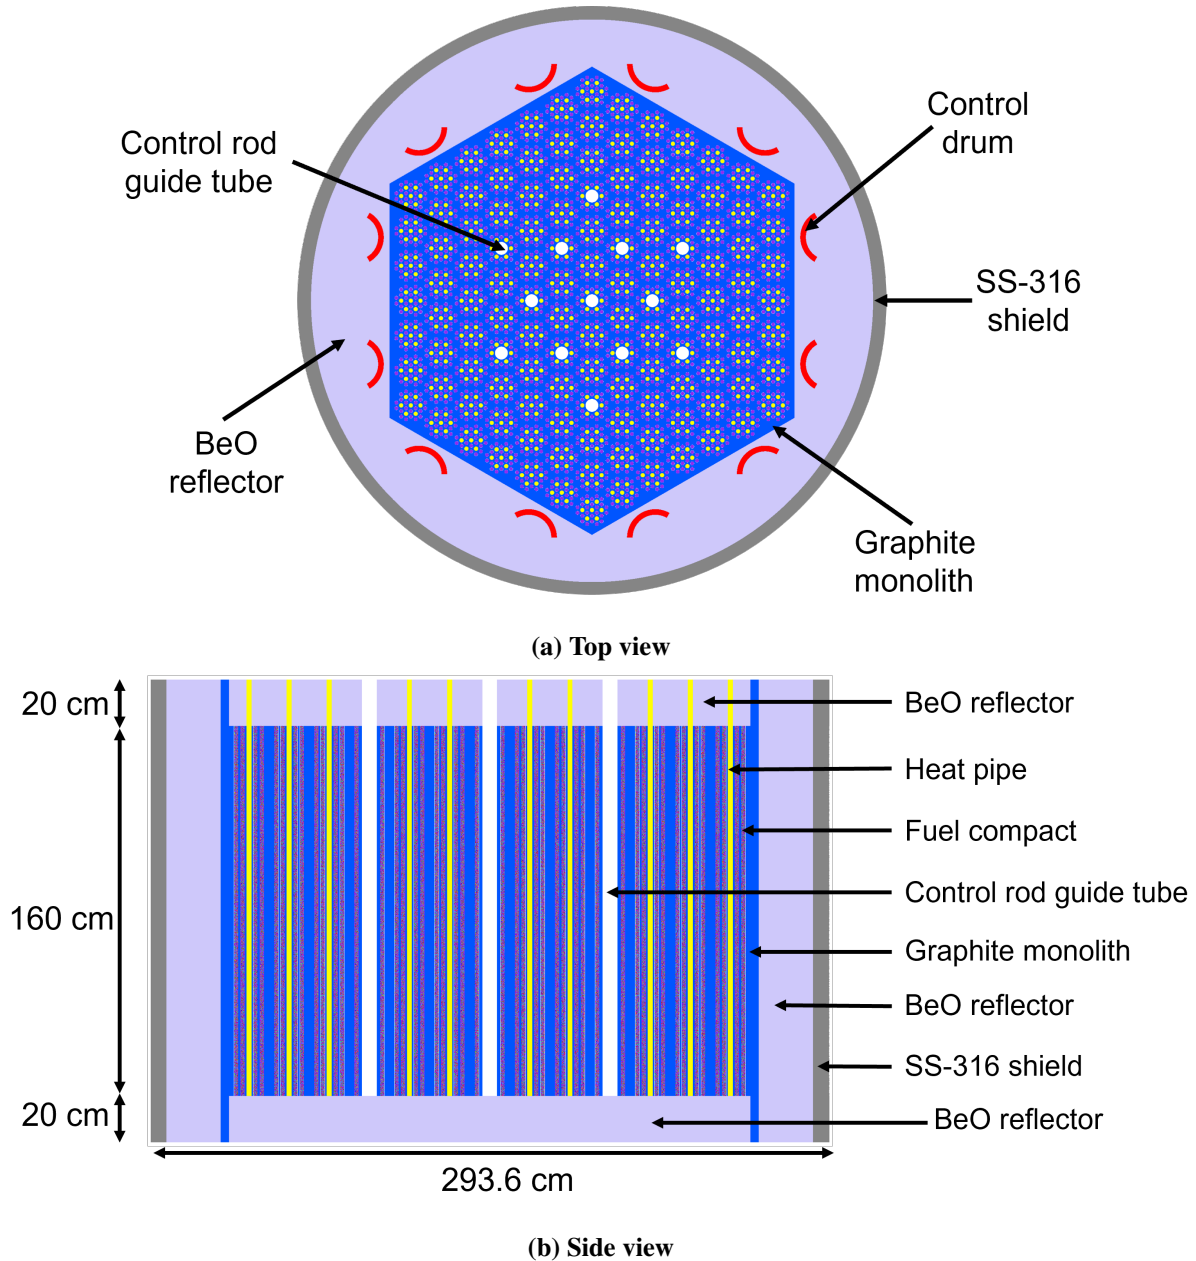 Control rod
guide tube
Control
drum
SS-316
shield
BeO
reflector
Graphite
monolith
(a) Top view
20 cm
BeO reflector
Heat pipe
Fuel compact
160 cm
Control rod guide tube
Graphite monolith
BeO reflector
SS-316 shield
20 cm
BeO reflector
293.6 cm
(b) Side view